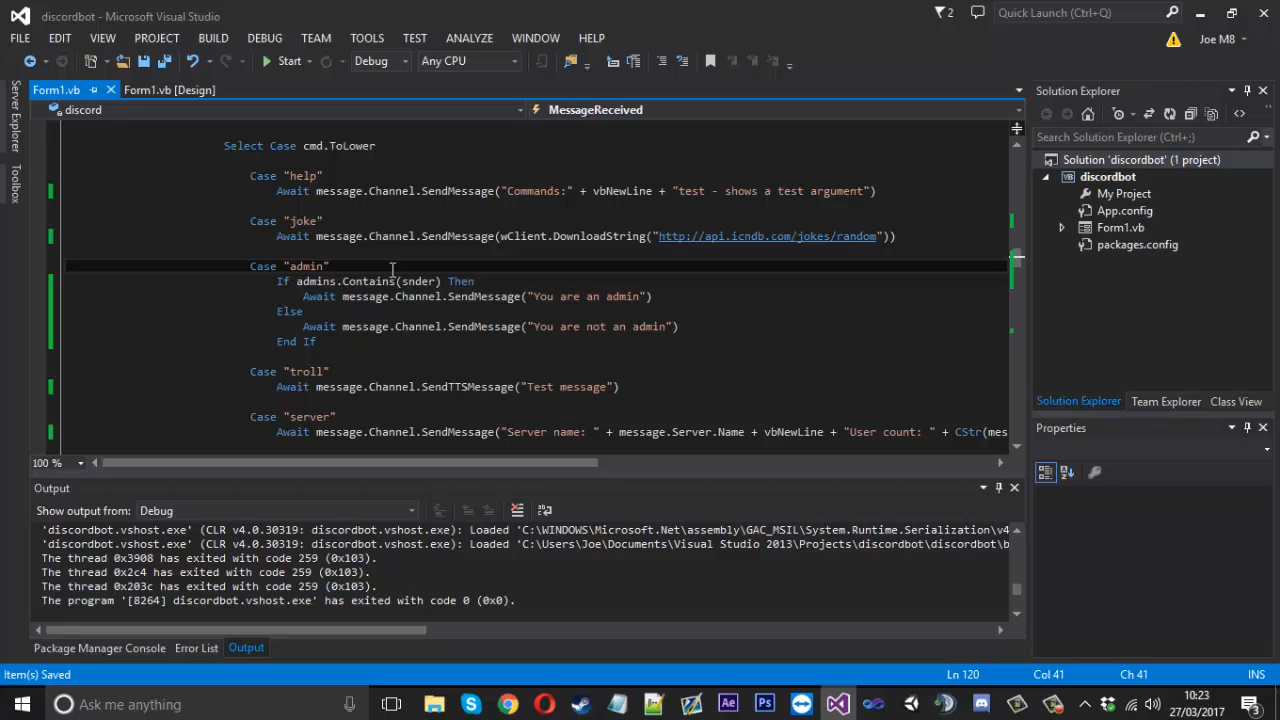 discordbot - Microsoft Visual Studio
2
Quick Launch (Ctrl+Q)
FILE EDIT VIEW PROJECT BUILD DEBUG TEAM TOOLS TEST ANALYZE WINDOW HELP
Joe M8
Start Debug Any CPU
Form1.vb Form1.vb [Design]
discord MessageReceived
Server Explorer
Toolbox
Select Case cmd.ToLower
Case "help"
Await message.Channel.SendMessage("Commands:" + vbNewLine + "test - shows a test argument")
Case "joke"
Await message.Channel.SendMessage(wClient.DownloadString("http://api.icndb.com/jokes/random"))
Case "admin"
If admins.Contains(snder) Then
Await message.Channel.SendMessage("You are an admin")
Else
Await message.Channel.SendMessage("You are not an admin")
End If
Case "troll"
Await message.Channel.SendTTSMessage("Test message")
Case "server"
Await message.Channel.SendMessage("Server name: " + message.Server.Name + vbNewLine + "User count: " + CStr(mes
100 %
Output
Show output from: Debug
'discordbot.vshost.exe' (CLR v4.0.30319: discordbot.vshost.exe): Loaded 'C:\WINDOWS\Microsoft.Net\assembly\GAC_MSIL\System.Runtime.Serialization\v4
'discordbot.vshost.exe' (CLR v4.0.30319: discordbot.vshost.exe): Loaded 'C:\Users\Joe\Documents\Visual Studio 2013\Projects\discordbot\discordbot\b
The thread 0x3908 has exited with code 259 (0x103).
The thread 0x2c4 has exited with code 259 (0x103).
The thread 0x203c has exited with code 259 (0x103).
The program '[8264] discordbot.vshost.exe' has exited with code 0 (0x0).
Package Manager Console Error List Output
Solution Explorer
Search Solution Explorer (Ctrl+;)
Solution 'discordbot' (1 project)
discordbot
My Project
App.config
Form1.vb
packages.config
Solution Explorer Team Explorer Class View
Properties
Item(s) Saved Ln 120 Col 41 Ch 41 INS
Ask me anything
Ae Ps
10:23
27/03/2017